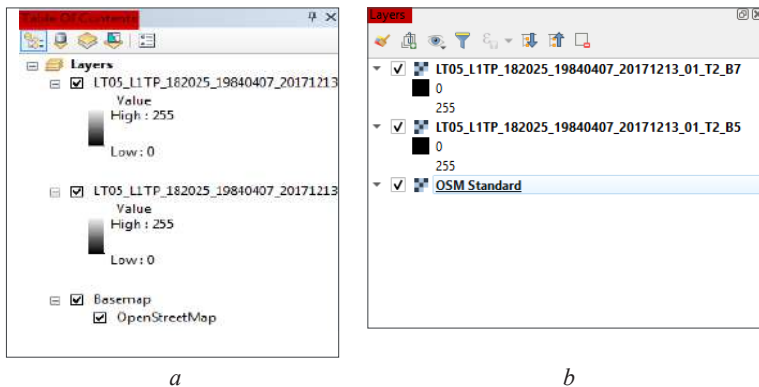 Table Of Contents
Layers
LT05_L1TP_182025_19840407_20171213
Value
High : 255
Low : 0
LT05_L1TP_182025_19840407_20171213
Value
High : 255
Low : 0
Basemap
OpenStreetMap
a
Layers
LT05_L1TP_182025_19840407_20171213_01_T2_B7
0
255
LT05_L1TP_182025_19840407_20171213_01_T2_B5
0
255
OSM Standard
b